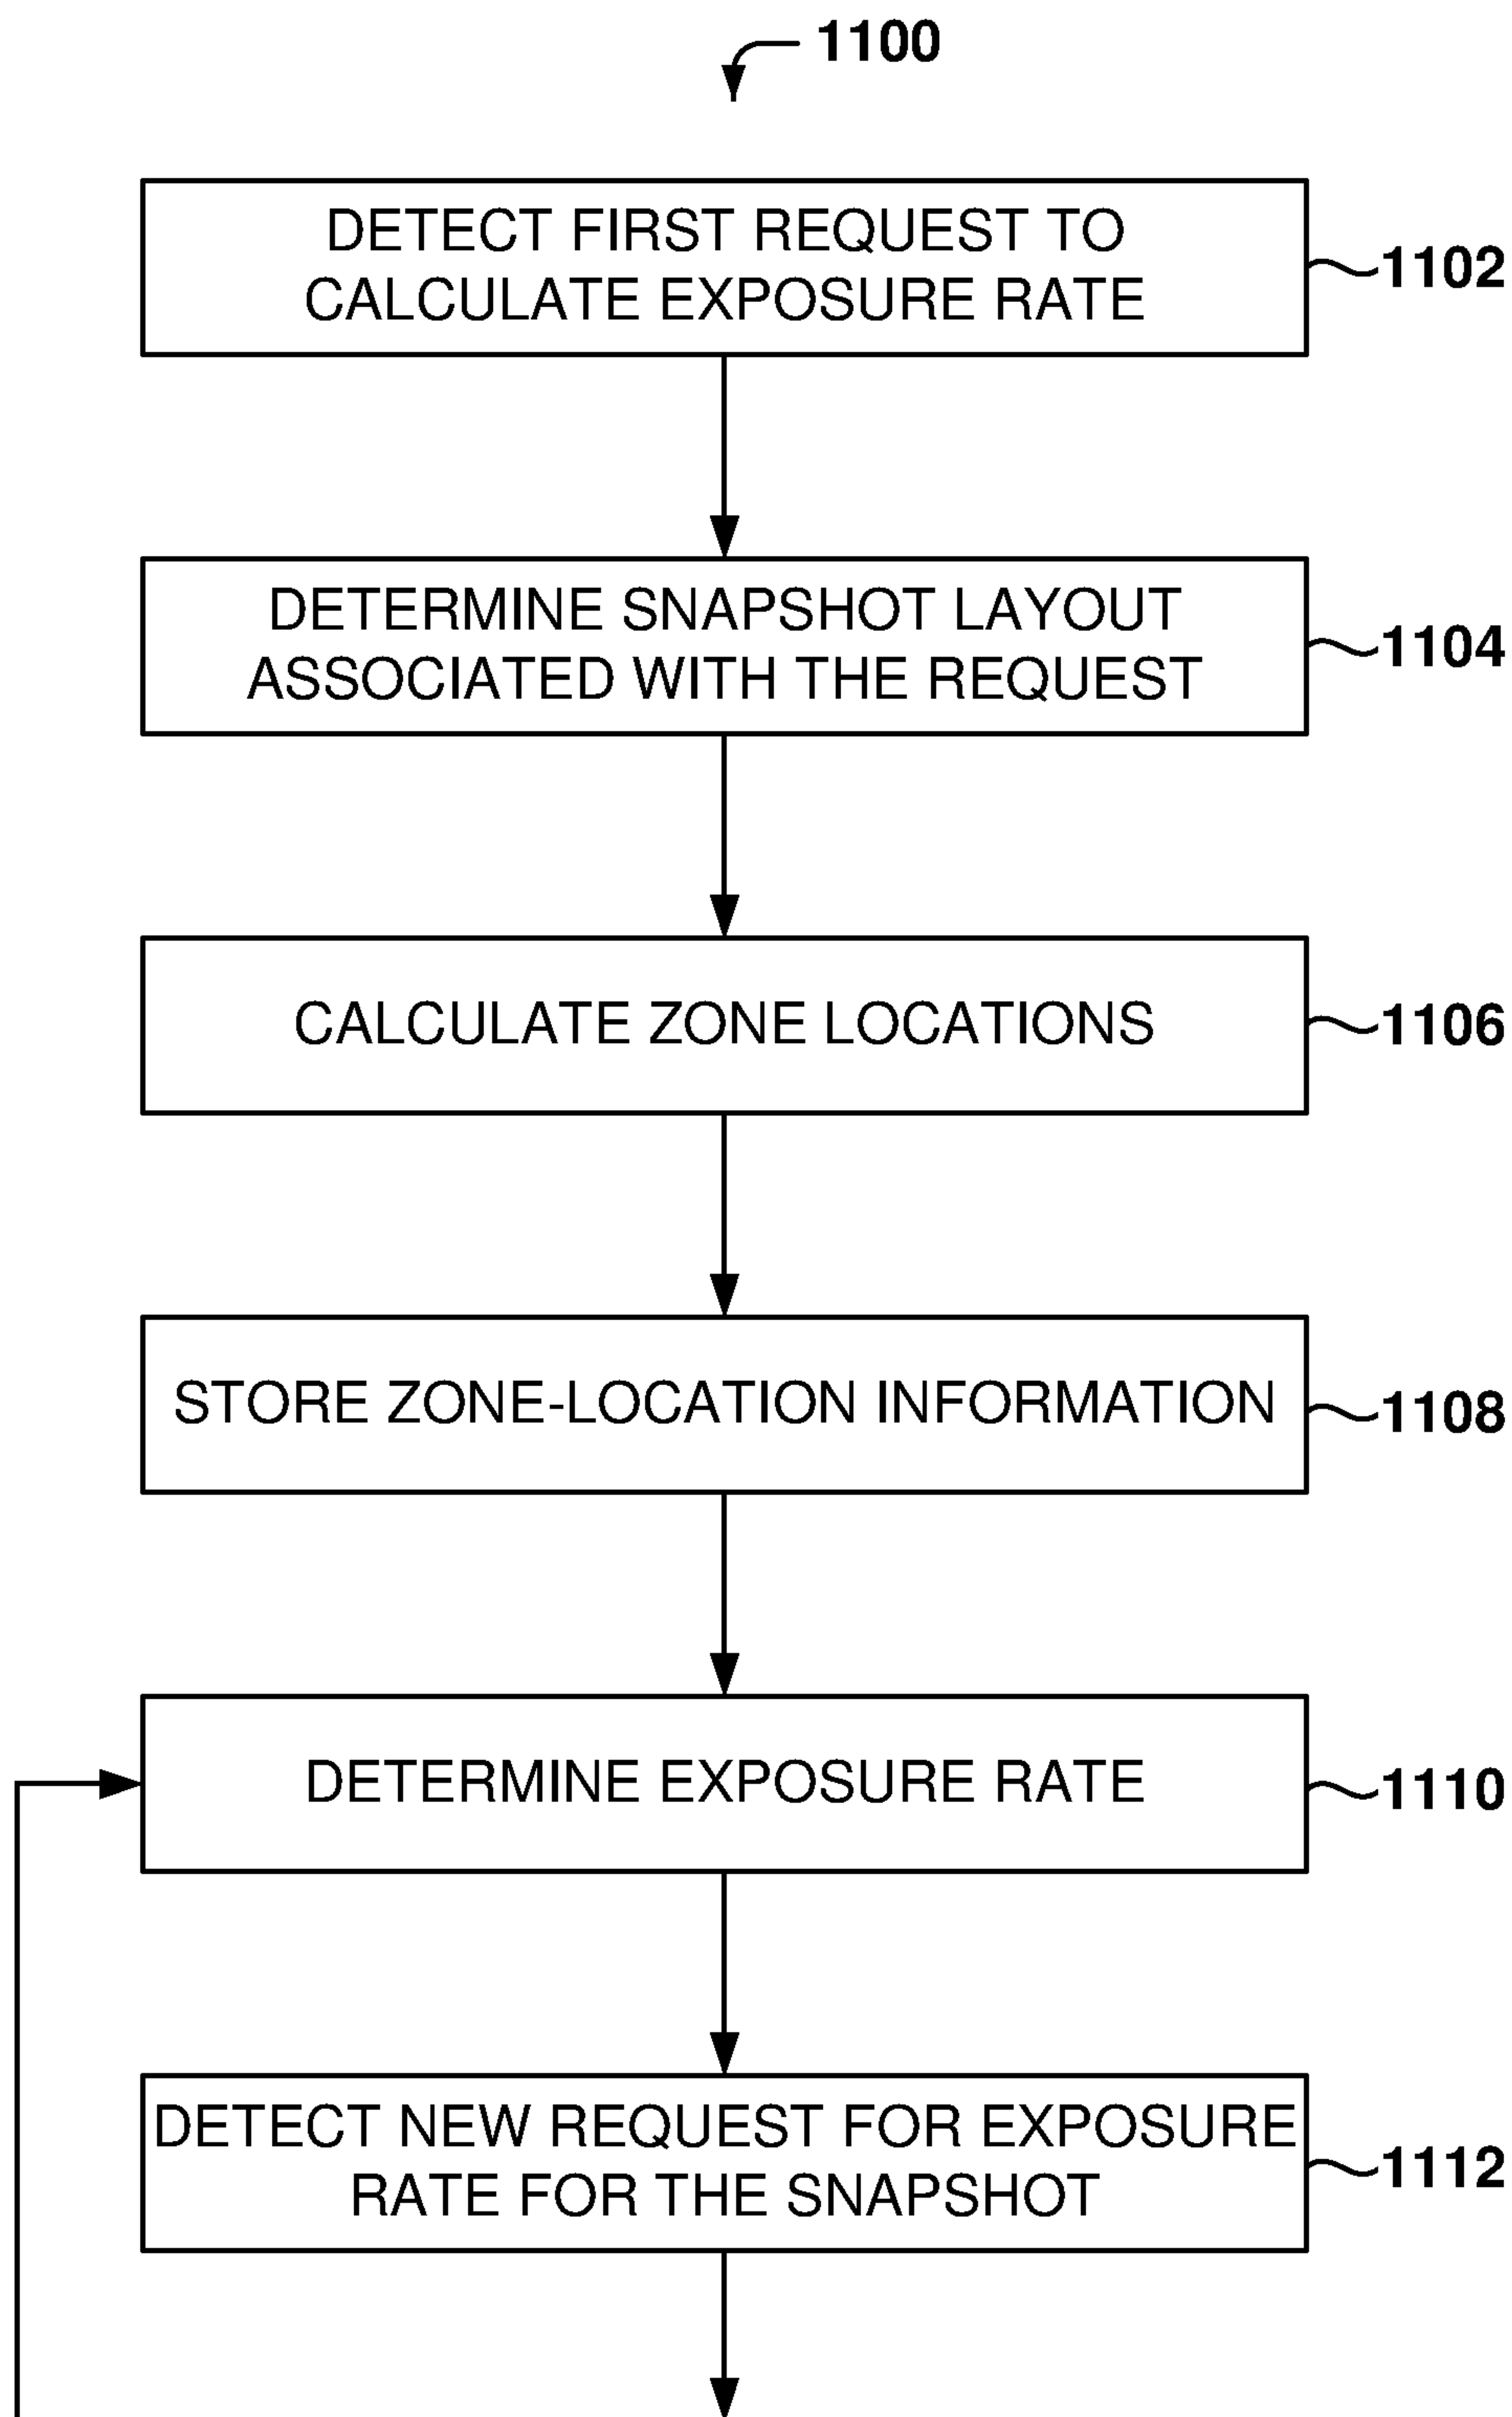 1100
DETECT FIRST REQUEST TO
CALCULATE EXPOSURE RATE
1102
DETERMINE SNAPSHOT LAYOUT
ASSOCIATED WITH THE REQUEST
1104
CALCULATE ZONE LOCATIONS
1106
STORE ZONE-LOCATION INFORMATION
1108
DETERMINE EXPOSURE RATE
1110
DETECT NEW REQUEST FOR EXPOSURE
RATE FOR THE SNAPSHOT
1112